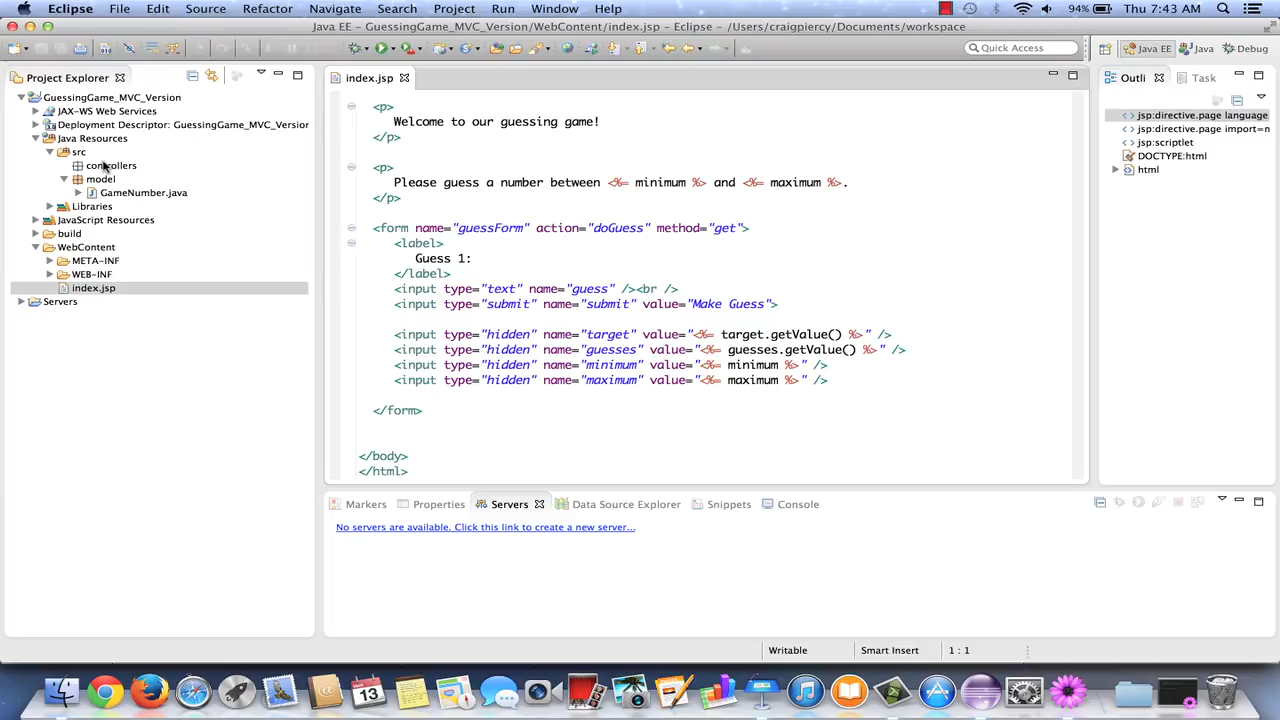 Eclipse File Edit Source Refactor Navigate Search Project Run Window Help 94% Thu 7:43 AM
Java EE – GuessingGame_MVC_Version/WebContent/index.jsp – Eclipse – /Users/craigpiercy/Documents/workspace
Quick Access Java EE Java Debug
Project Explorer
GuessingGame_MVC_Version
JAX-WS Web Services
Deployment Descriptor: GuessingGame_MVC_Version
Java Resources
src
controllers
model
GameNumber.java
Libraries
JavaScript Resources
build
WebContent
META-INF
WEB-INF
index.jsp
Servers
index.jsp
<p>
Welcome to our guessing game!
</p>
<p>
Please guess a number between <%= minimum %> and <%= maximum %>.
</p>
<form name="guessForm" action="doGuess" method="get">
<label>
Guess 1:
</label>
<input type="text" name="guess" /><br />
<input type="submit" name="submit" value="Make Guess">
<input type="hidden" name="target" value="<%= target.getValue() %>" />
<input type="hidden" name="guesses" value="<%= guesses.getValue() %>" />
<input type="hidden" name="minimum" value="<%= minimum %>" />
<input type="hidden" name="maximum" value="<%= maximum %>" />
</form>
</body>
</html>
Outli Task
jsp:directive.page language
jsp:directive.page import=n
jsp:scriptlet
DOCTYPE:html
html
Markers Properties Servers Data Source Explorer Snippets Console
No servers are available. Click this link to create a new server...
Writable Smart Insert 1 : 1